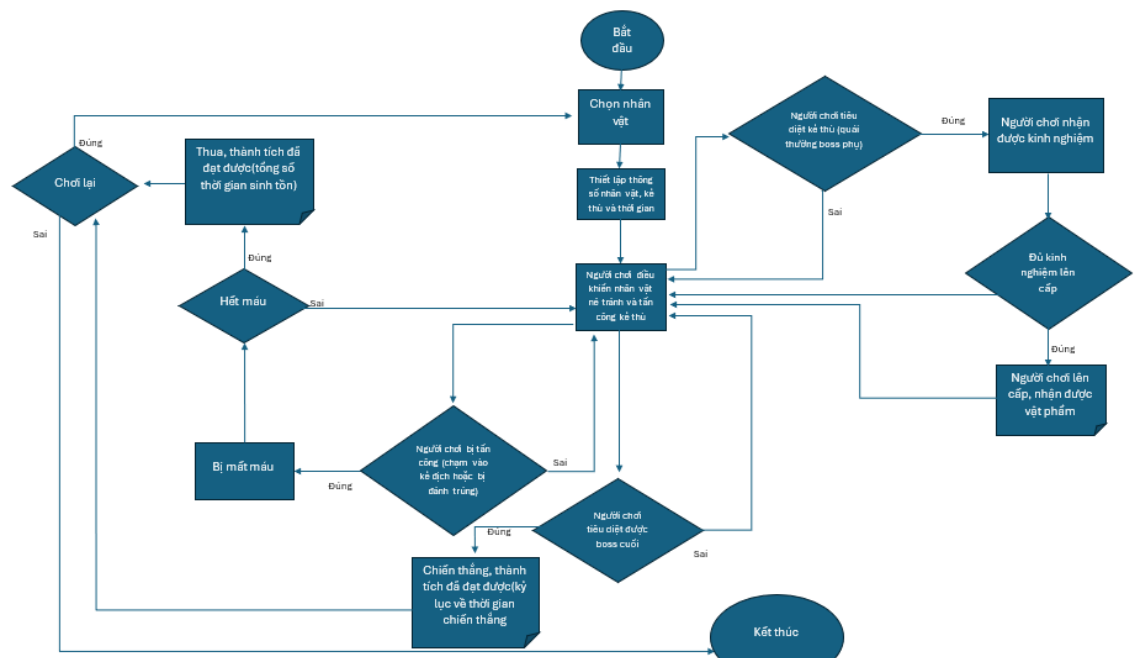 Bắt
đầu
Chọn nhân
vật
Thiết lập thông
số nhân vật, kẻ
thù và thời gian
Người chơi điều
khiển nhân vật
né tránh và tấn
công kẻ thù
Người chơi tiêu
diệt kẻ thù (quái
thường boss phụ)
Đúng
Sai
Người chơi nhận
được kinh nghiệm
Đủ kinh
nghiệm lên
cấp
Đúng
Người chơi lên
cấp, nhận được
vật phẩm
Đúng
Chơi lại
Sai
Thua, thành tích đã
đạt được(tổng số
thời gian sinh tồn)
Đúng
Hết máu
Sai
Bị mất máu
Đúng
Người chơi bị tấn
công (chạm vào
kẻ địch hoặc bị
đánh trúng)
Sai
Người chơi
tiêu diệt được
boss cuối
Đúng
Sai
Chiến thắng, thành
tích đã đạt được(kỷ
lục về thời gian
chiến thắng
Kết thúc